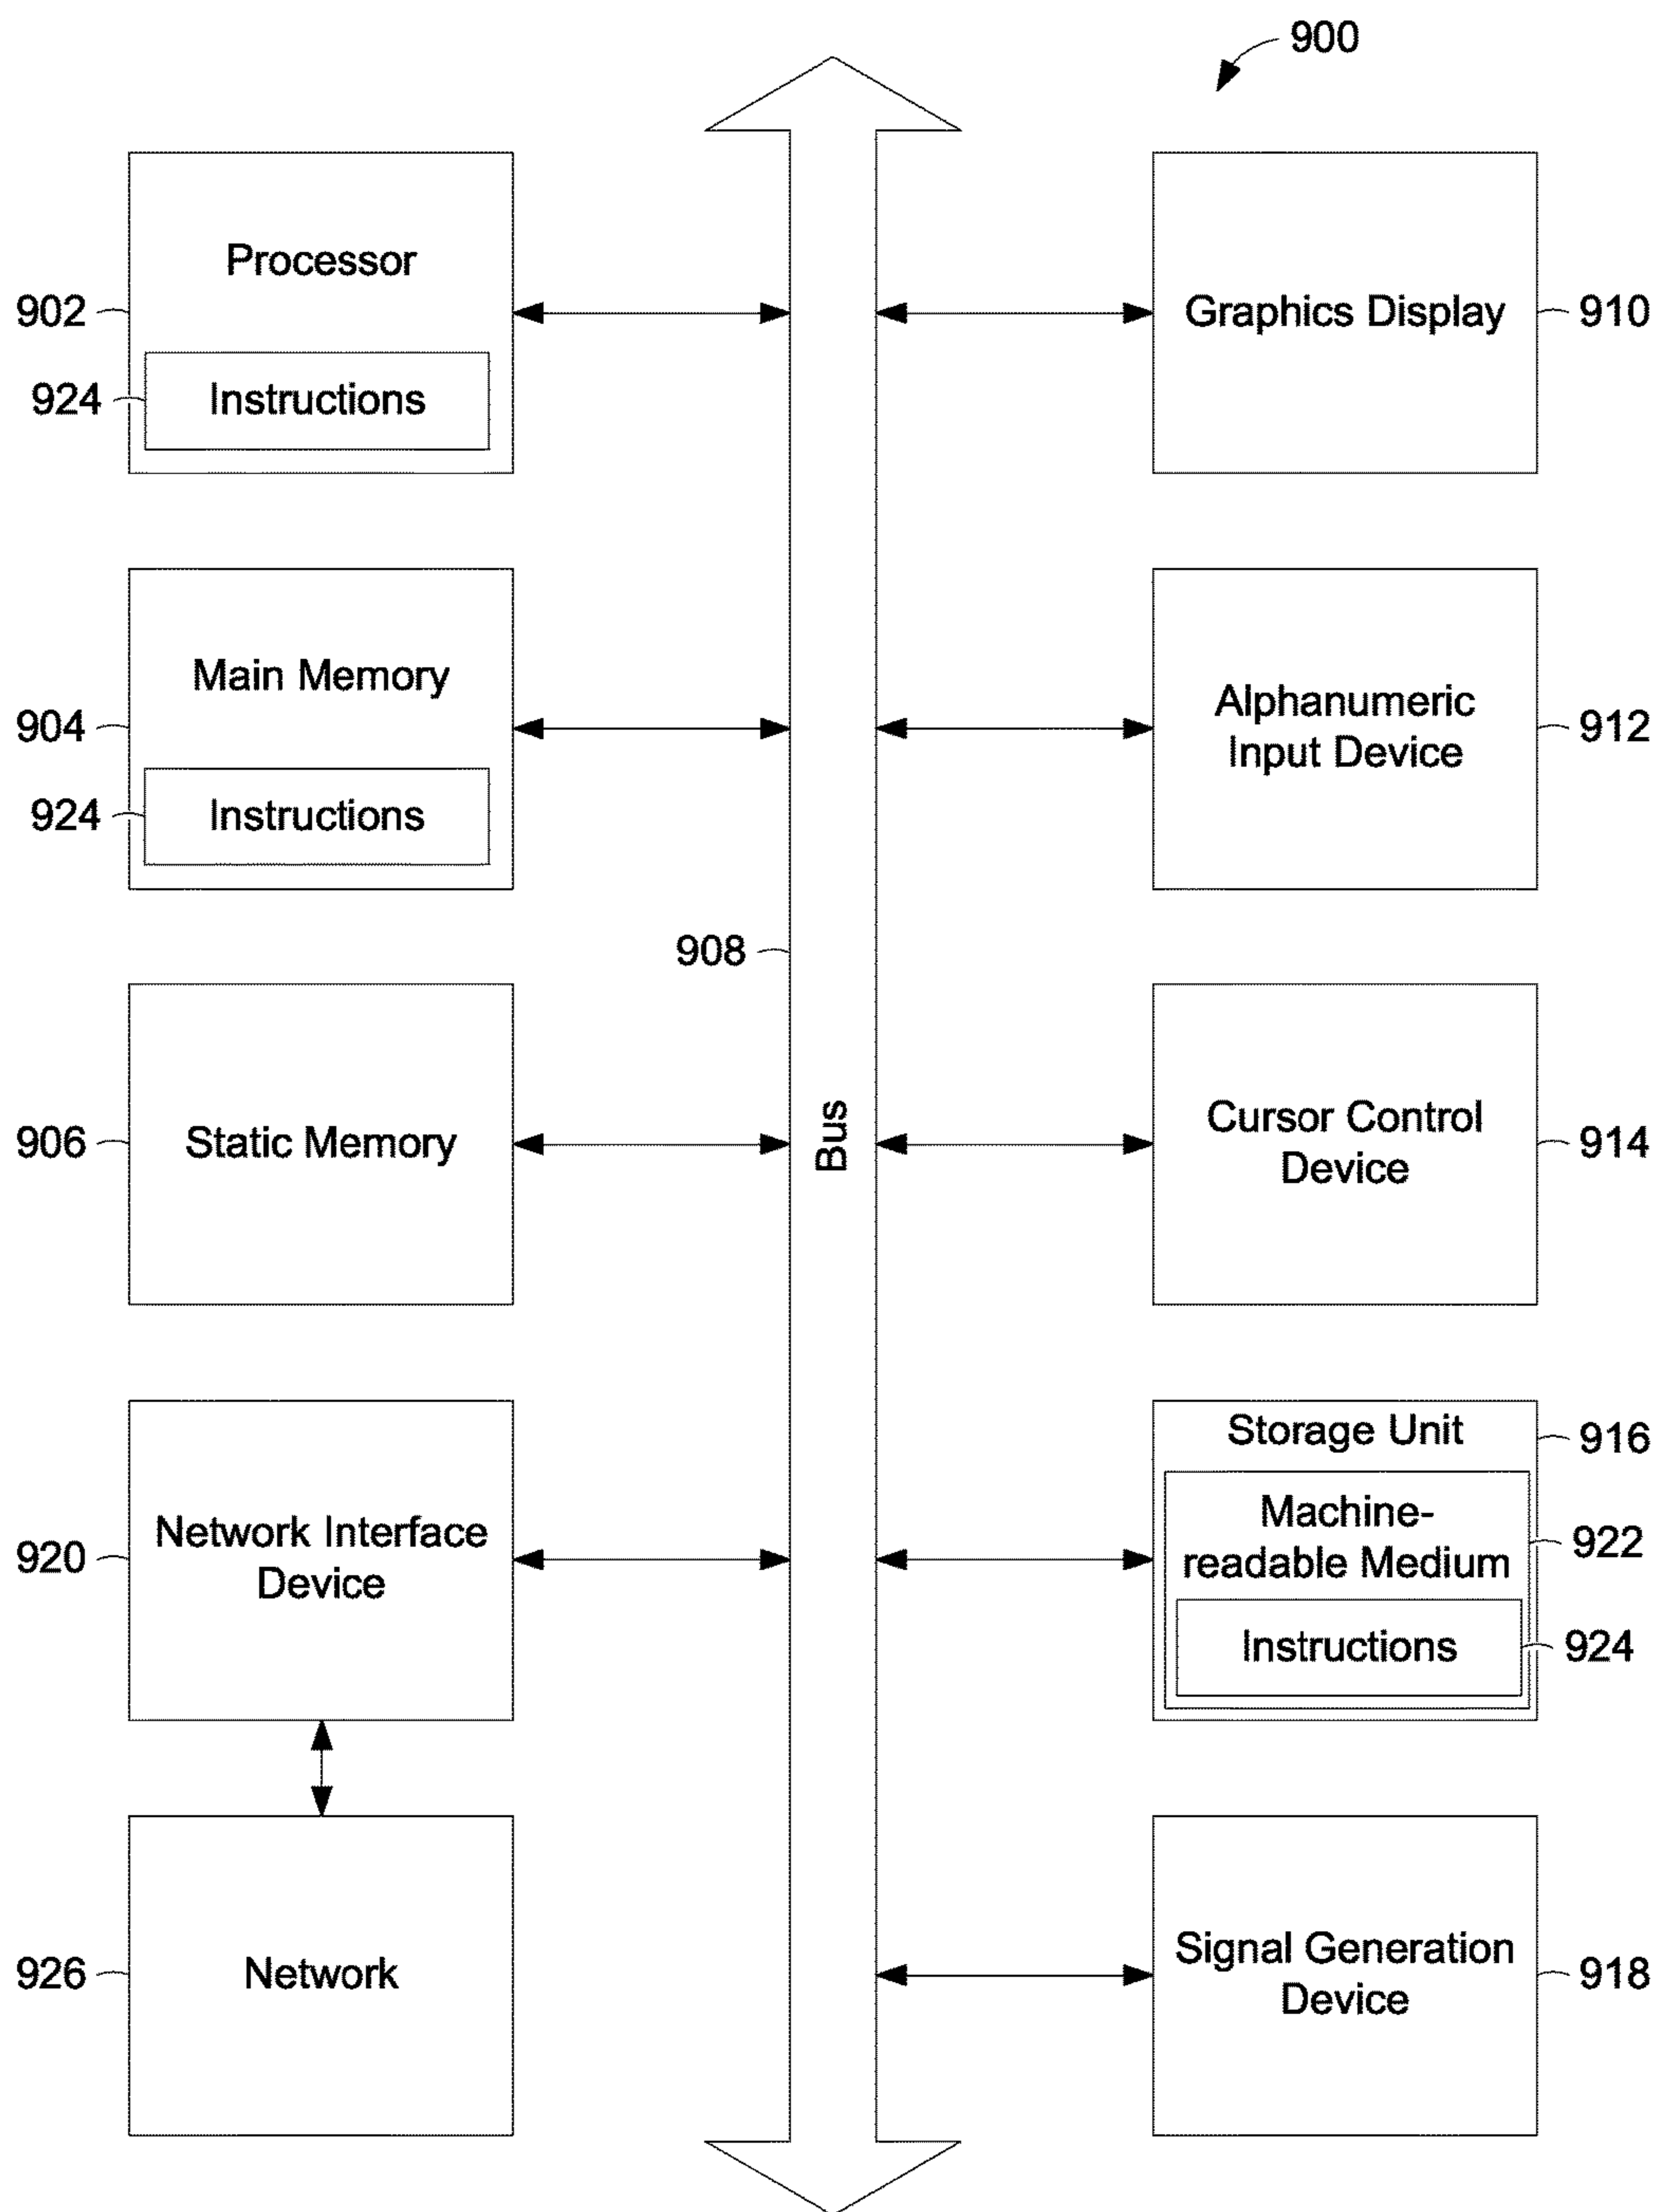 900
Processor
902
924
Instructions
Graphics Display
910
Main Memory
904
924
Instructions
Alphanumeric
Input Device
912
908
Bus
Static Memory
906
Cursor Control
Device
914
Network Interface
Device
920
Storage Unit
916
Machine-
readable Medium
922
Instructions
924
Network
926
Signal Generation
Device
918